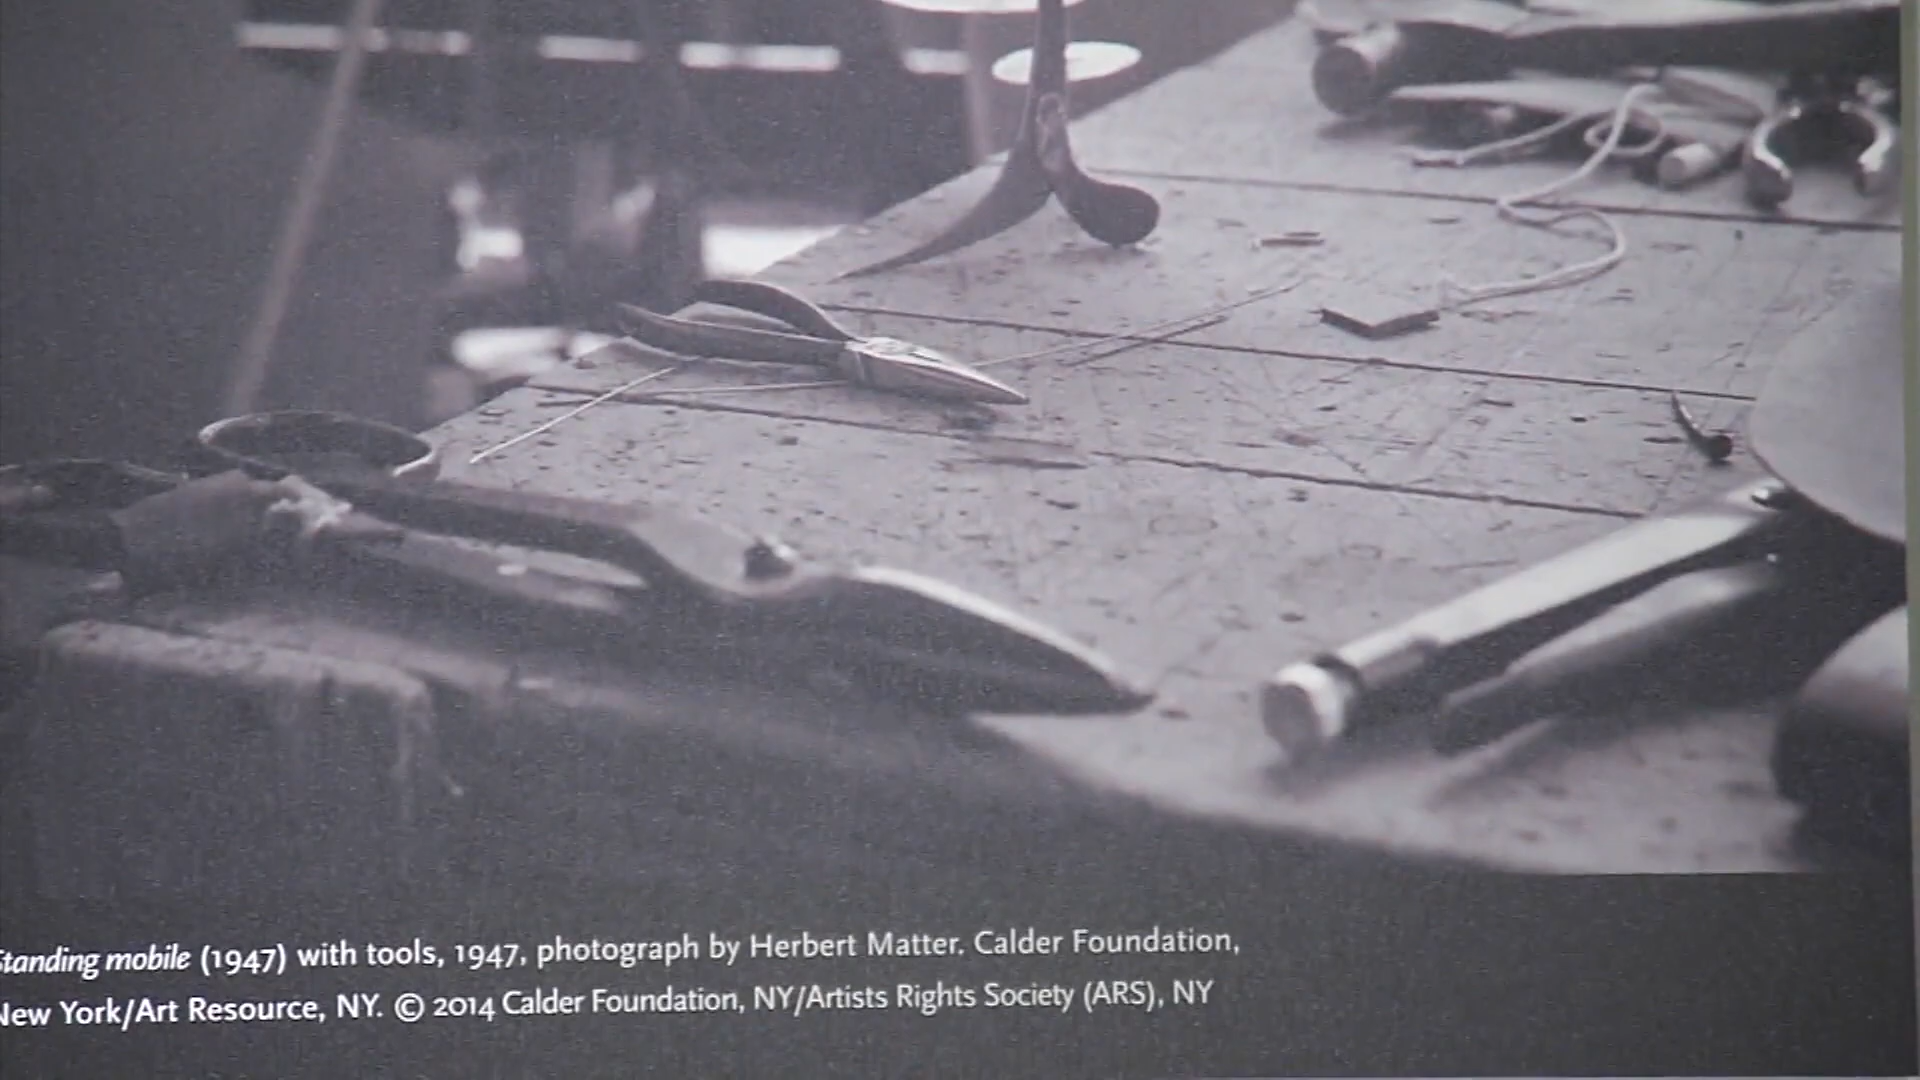 Standing mobile (1947) with tools, 1947, photograph by Herbert Matter. Calder Foundation,
New York/Art Resource, NY. © 2014 Calder Foundation, NY/Artists Rights Society (ARS), NY